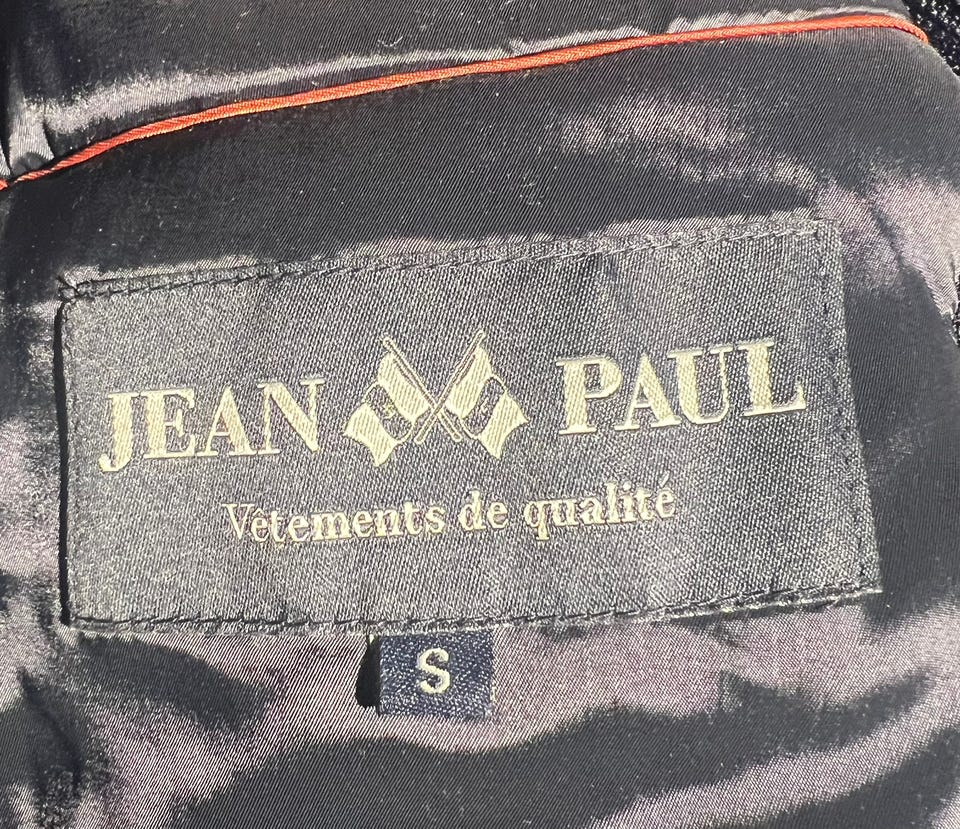 JEAN PAUL
Vêtements de qualité
S